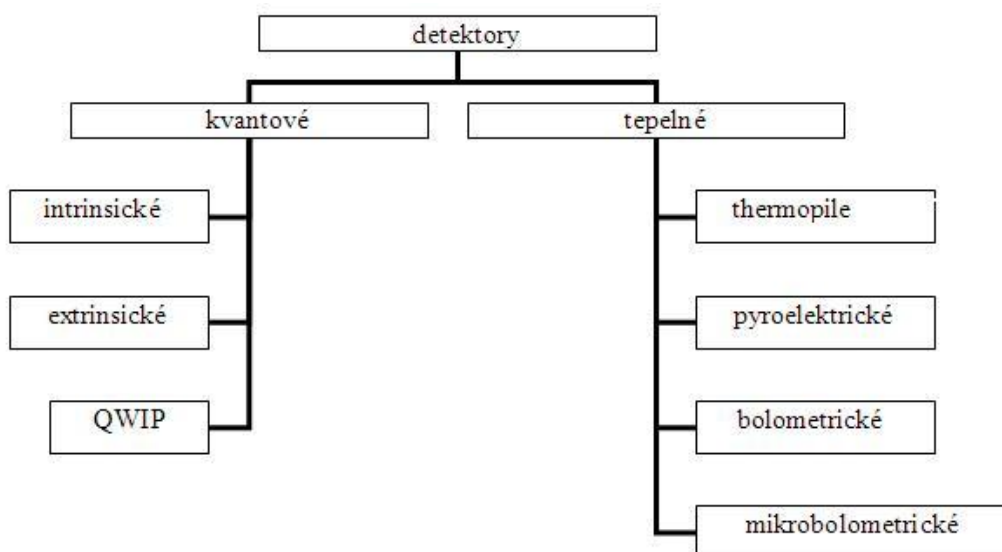 detektory
kvantové
tepelné
intrinsické
thermopile
extrinsické
pyroelektrické
QWIP
bolometrické
mikrobolometrické